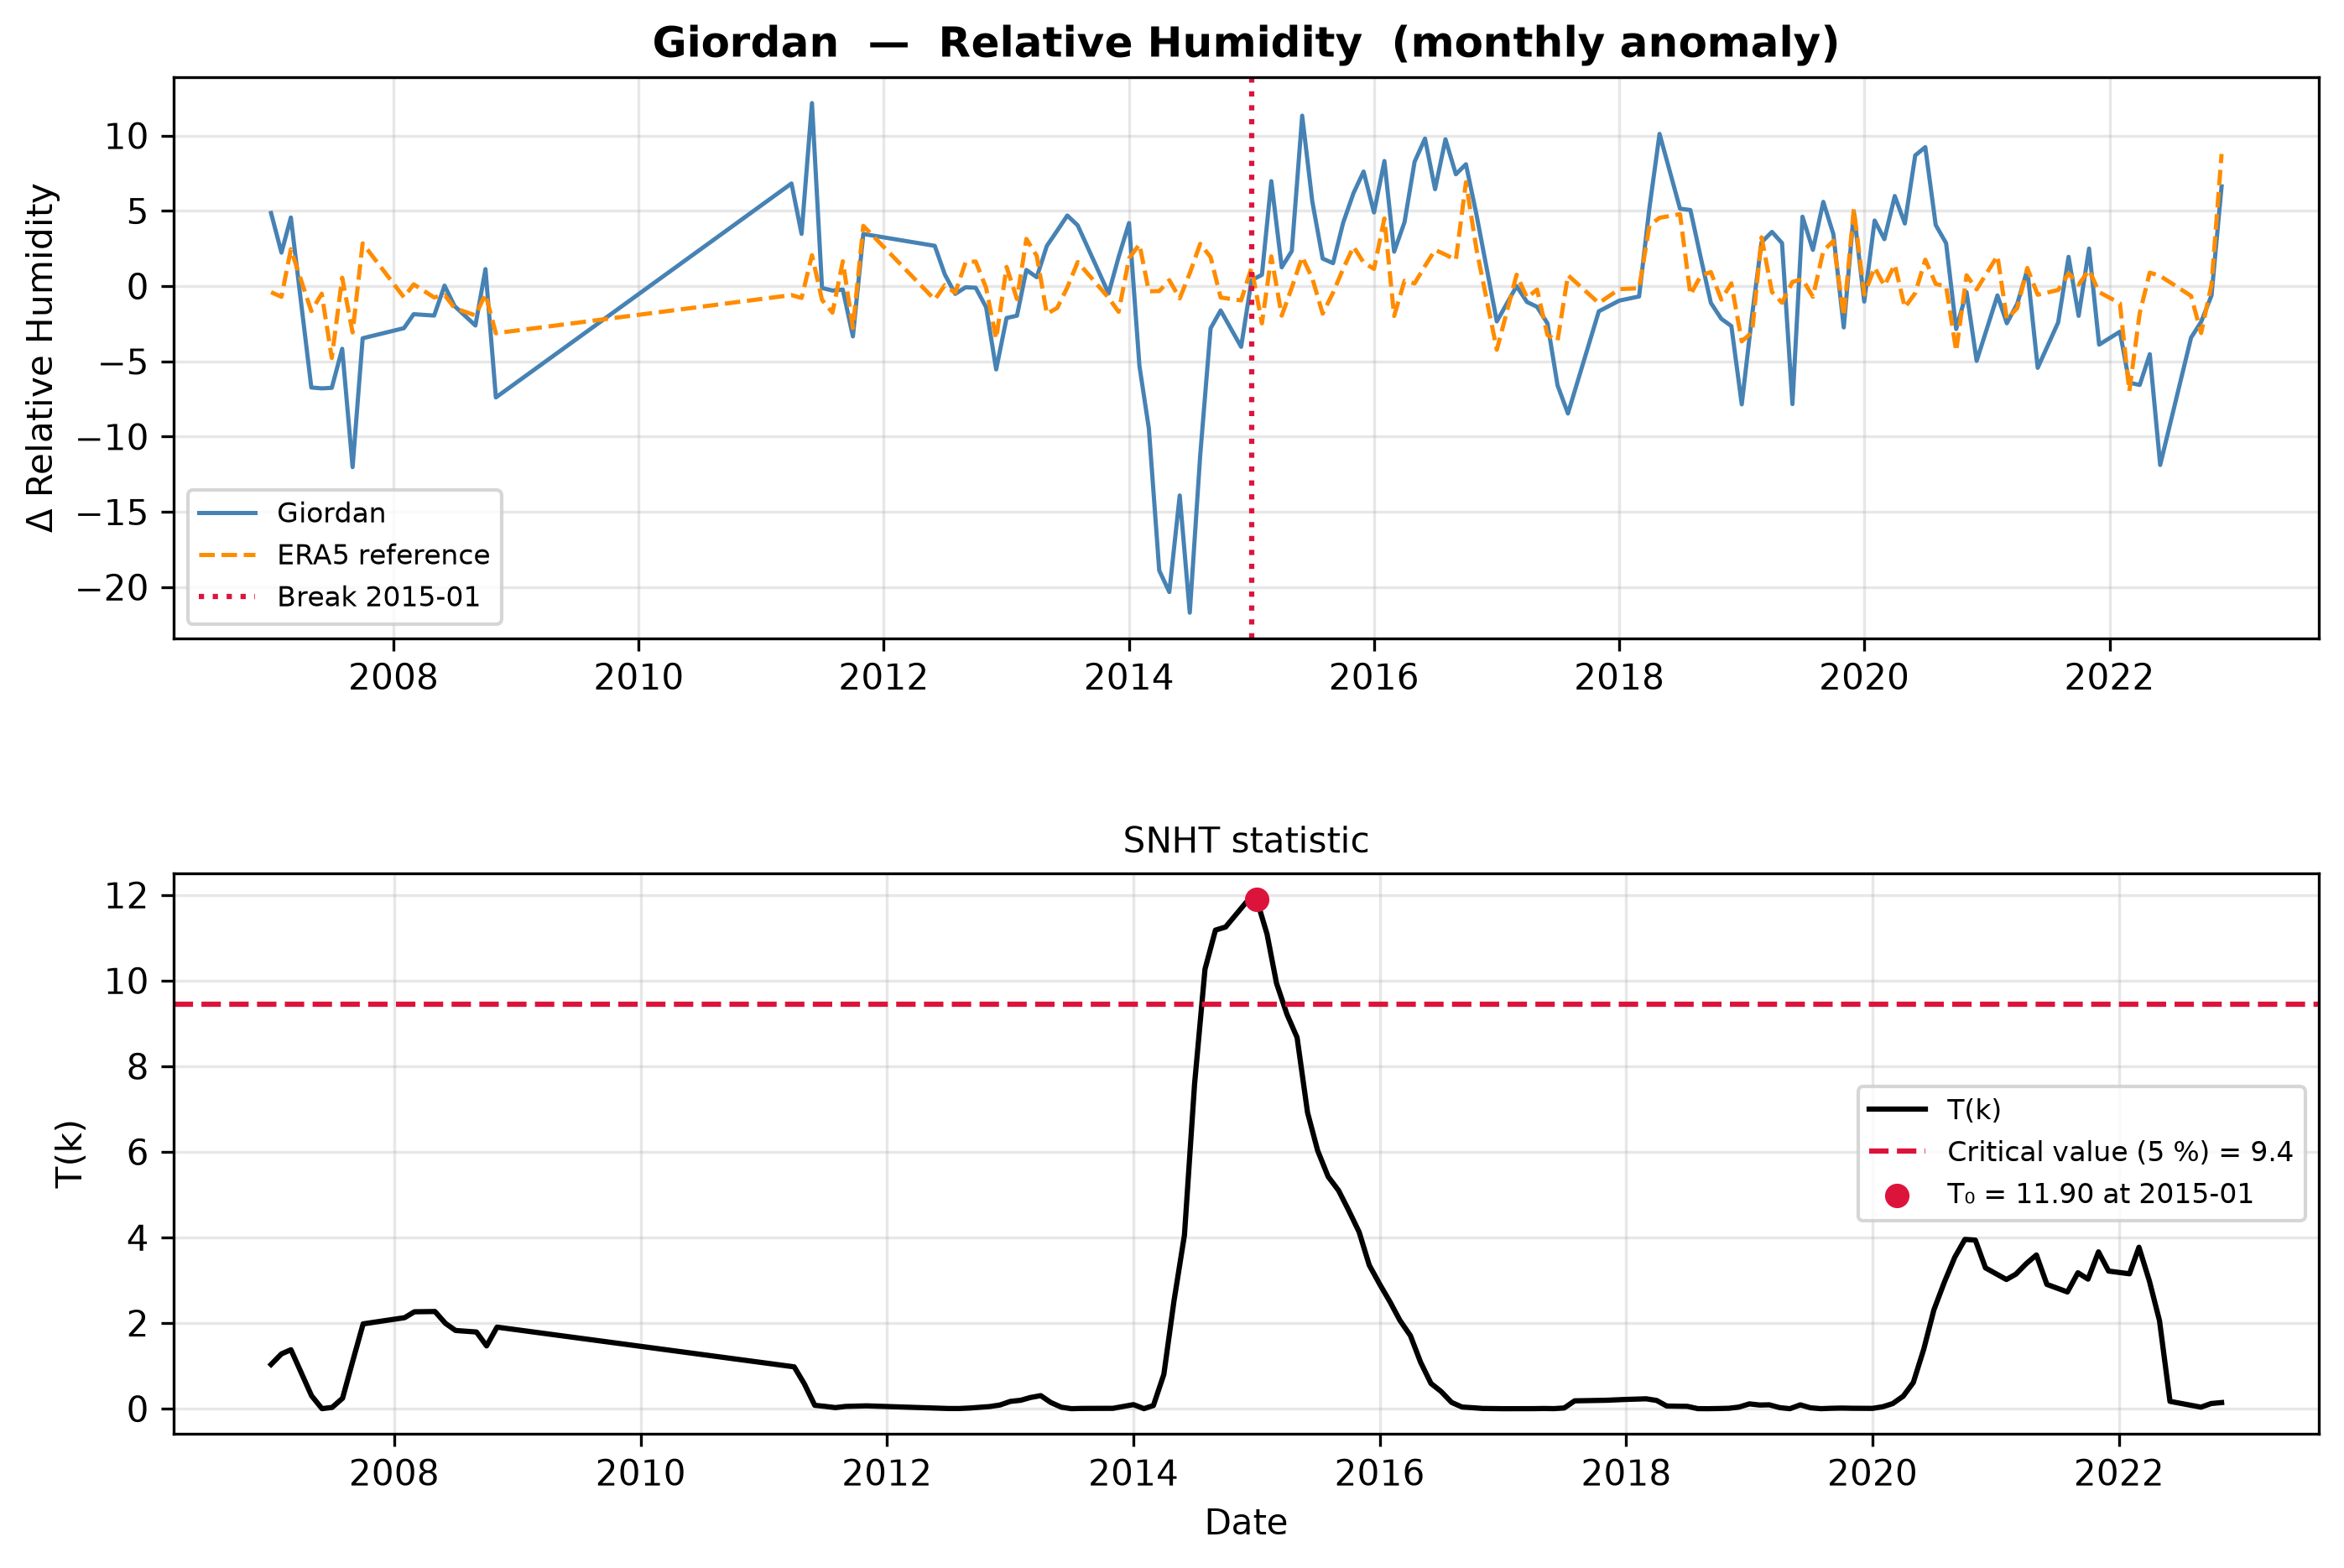 Giordan — Relative Humidity (monthly anomaly)
Δ Relative Humidity
10
5
0
−5
−10
−15
−20
Giordan
ERA5 reference
Break 2015-01
2008 2010 2012 2014 2016 2018 2020 2022
SNHT statistic
T(k)
12
10
8
6
4
2
0
T(k)
Critical value (5 %) = 9.4
T₀ = 11.90 at 2015-01
2008 2010 2012 2014 2016 2018 2020 2022
Date